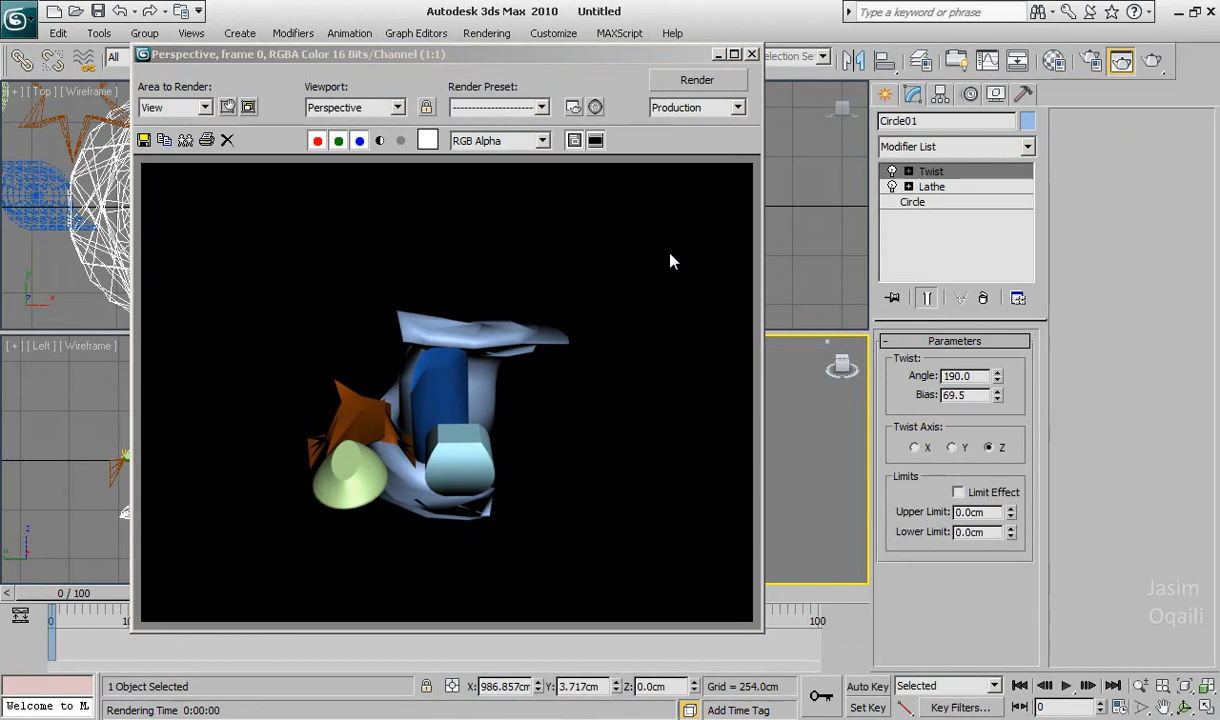 Autodesk 3ds Max 2010 Untitled
Type a keyword or phrase
Edit Tools Group Views Create Modifiers Animation Graph Editors Rendering Customize MAXScript Help
All
Perspective, frame 0, RGBA Color 16 Bits/Channel (1:1)
Selection Se
Area to Render:
View
Viewport:
Perspective
Render Preset:
--------------------
Render
Production
RGB Alpha
[ + ] [ Top ] [ Wireframe ]
[ + ] [ Left ] [ Wireframe ]
Circle01
Modifier List
Twist
Lathe
Circle
Parameters
Twist:
Angle: 190.0
Bias: 69.5
Twist Axis:
X Y Z
Limits
Limit Effect
Upper Limit: 0.0cm
Lower Limit: 0.0cm
Jasim
Oqaili
0 / 100
0
100
1 Object Selected
X: 986.857cm Y: 3.717cm Z: 0.0cm
Grid = 254.0cm
Auto Key
Selected
Welcome to M
Rendering Time 0:00:00
Add Time Tag
Set Key
Key Filters...
0